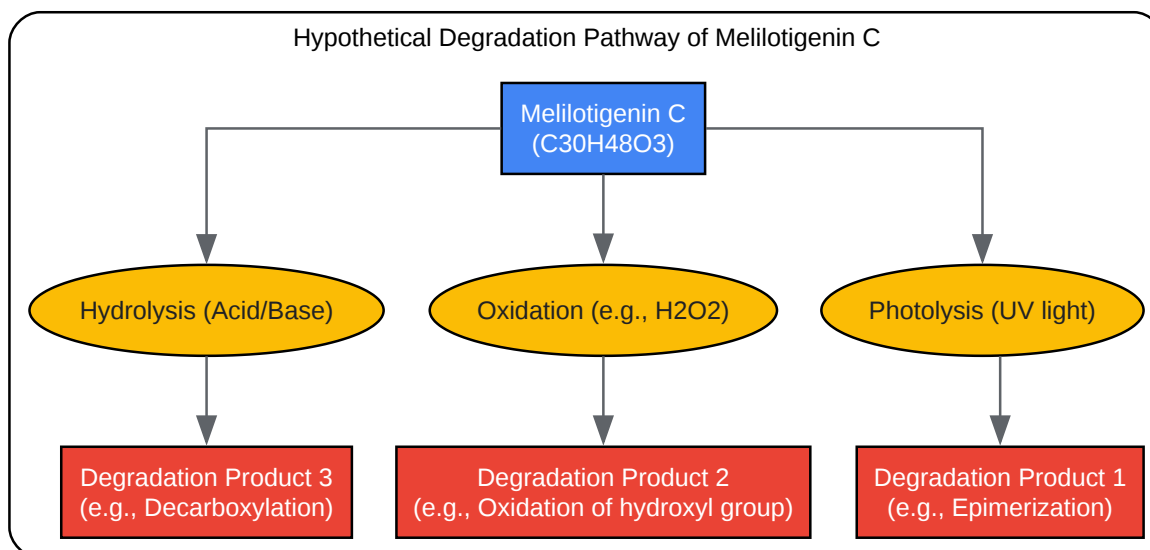 Hypothetical Degradation Pathway of Melilotigenin C
Melilotigenin C
(C30H48O3)
Hydrolysis (Acid/Base)
Oxidation (e.g., H2O2)
Photolysis (UV light)
Degradation Product 3
(e.g., Decarboxylation)
Degradation Product 2
(e.g., Oxidation of hydroxyl group)
Degradation Product 1
(e.g., Epimerization)